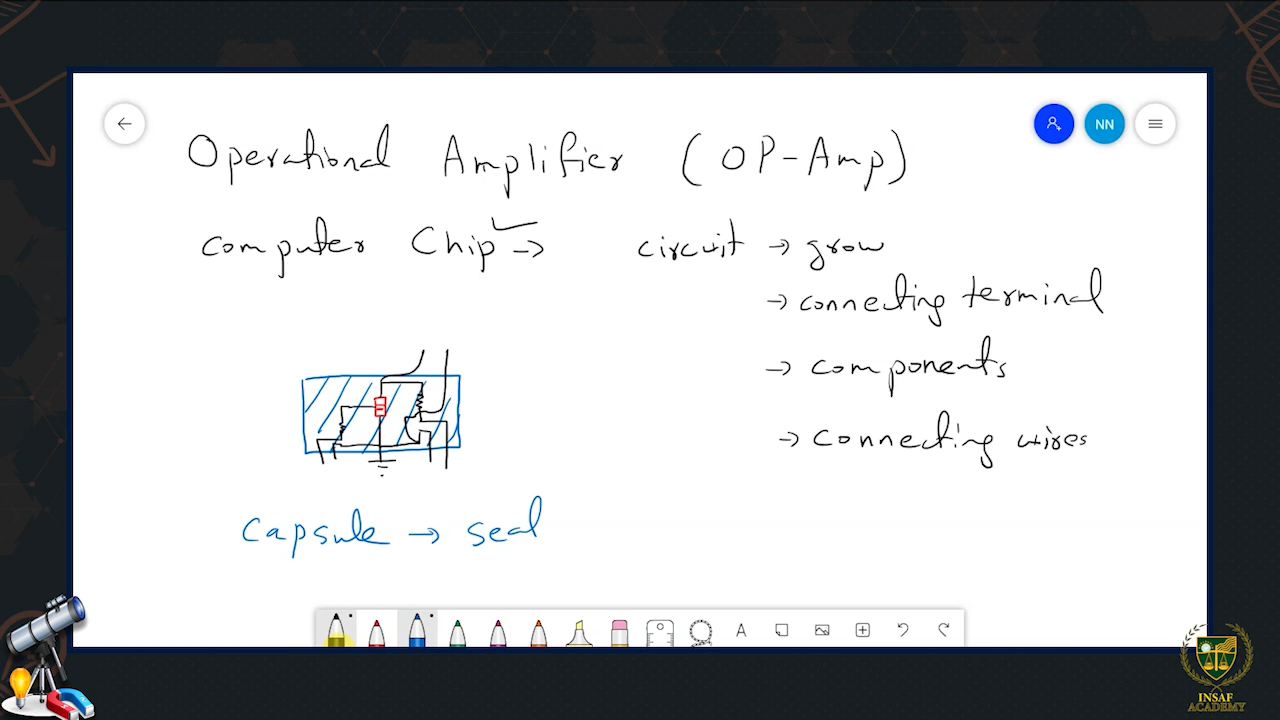 NN
Operational Amplifier (OP-Amp)
computer Chip → circuit → grow
→ connecting terminal
→ components
→ connecting wires
capsule → seal
A
INSAF
ACADEMY